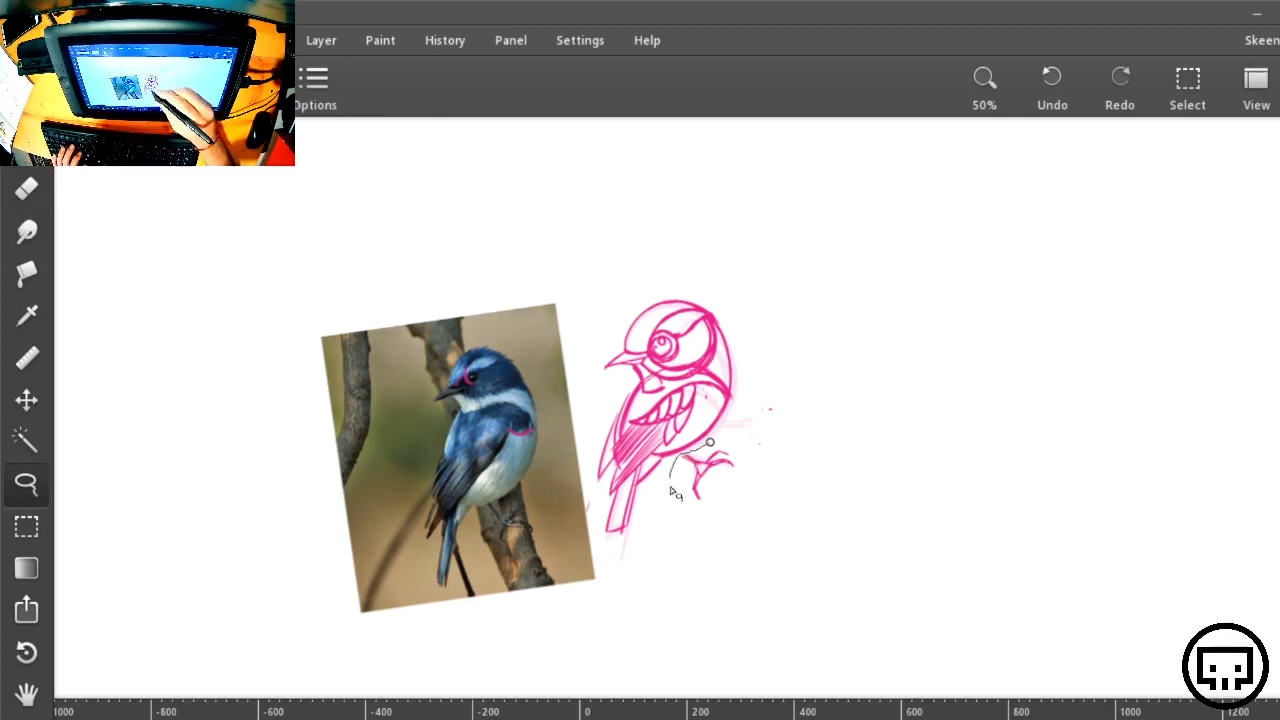 Layer Paint History Panel Settings Help Skeen
Options 50% Undo Redo Select View
1000 -800 -600 -400 -200 0 200 400 600 800 1000 1200